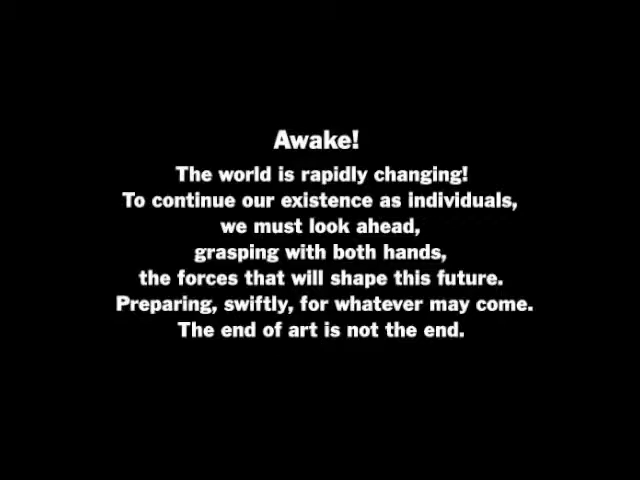 Awake!
The world is rapidly changing!
To continue our existence as individuals,
we must look ahead,
grasping with both hands,
the forces that will shape this future.
Preparing, swiftly, for whatever may come.
The end of art is not the end.